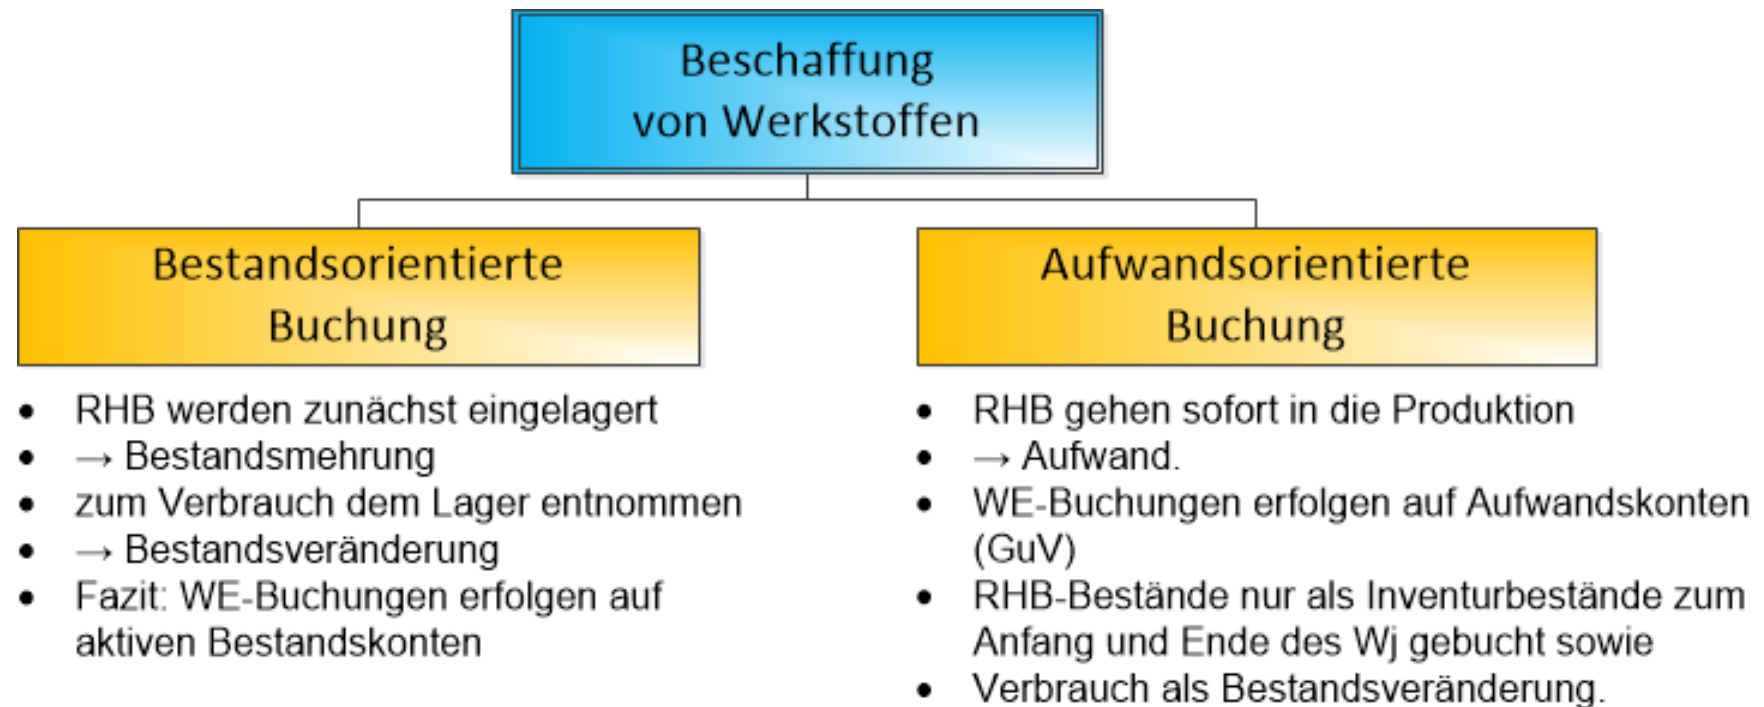 Beschaffung
von Werkstoffen
Bestandsorientierte
Buchung
• RHB werden zunächst eingelagert
• → Bestandsmehrung
• zum Verbrauch dem Lager entnommen
• → Bestandsveränderung
• Fazit: WE-Buchungen erfolgen auf
aktiven Bestandskonten
Aufwandsorientierte
Buchung
• RHB gehen sofort in die Produktion
• → Aufwand.
• WE-Buchungen erfolgen auf Aufwandskonten
(GuV)
• RHB-Bestände nur als Inventurbestände zum
Anfang und Ende des Wj gebucht sowie
• Verbrauch als Bestandsveränderung.